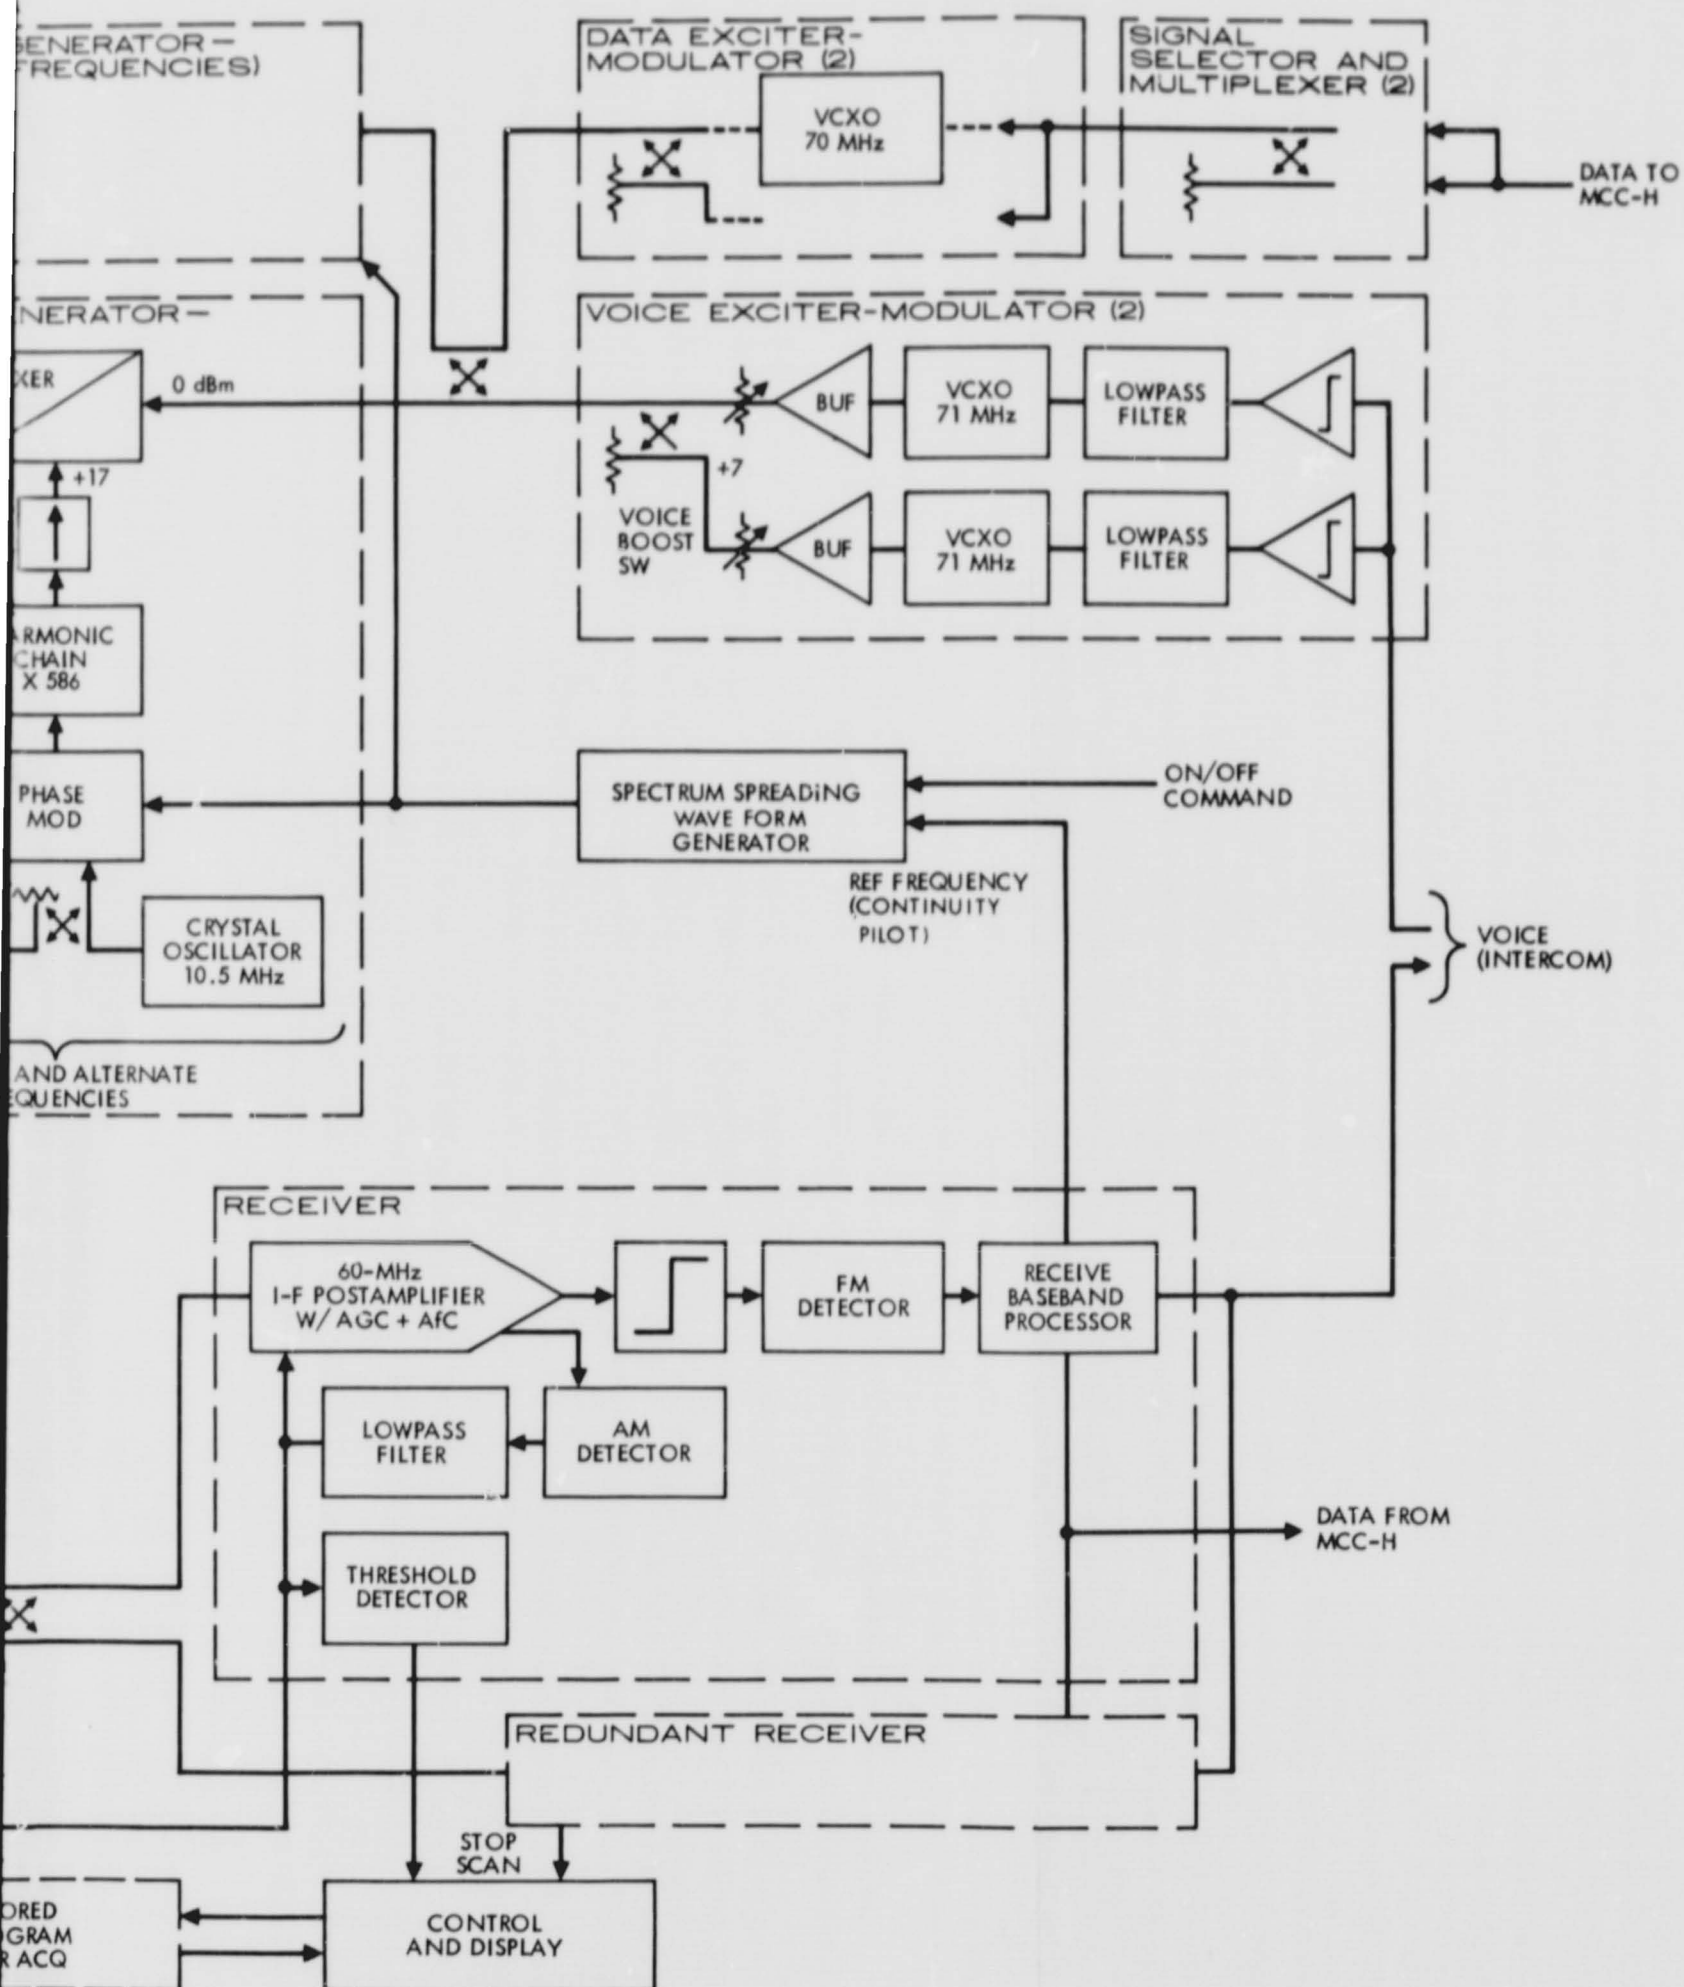 GENERATOR—
FREQUENCIES)
DATA EXCITER-
MODULATOR (2)
VCXO
70 MHz
SIGNAL
SELECTOR AND
MULTIPLEXER (2)
DATA TO
MCC-H
NERATOR—
XER
0 dBm
+17
ARMONIC
CHAIN
X 586
PHASE
MOD
CRYSTAL
OSCILLATOR
10.5 MHz
AND ALTERNATE
EQUENCIES
VOICE EXCITER-MODULATOR (2)
BUF
VCXO
71 MHz
LOWPASS
FILTER
+7
VOICE
BOOST
SW
BUF
VCXO
71 MHz
LOWPASS
FILTER
SPECTRUM SPREADING
WAVE FORM
GENERATOR
ON/OFF
COMMAND
REF FREQUENCY
(CONTINUITY
PILOT)
VOICE
(INTERCOM)
RECEIVER
60-MHz
I-F POSTAMPLIFIER
W/ AGC + AfC
FM
DETECTOR
RECEIVE
BASEBAND
PROCESSOR
LOWPASS
FILTER
AM
DETECTOR
THRESHOLD
DETECTOR
DATA FROM
MCC-H
REDUNDANT RECEIVER
STOP
SCAN
ORED
OGRAM
R ACQ
CONTROL
AND DISPLAY